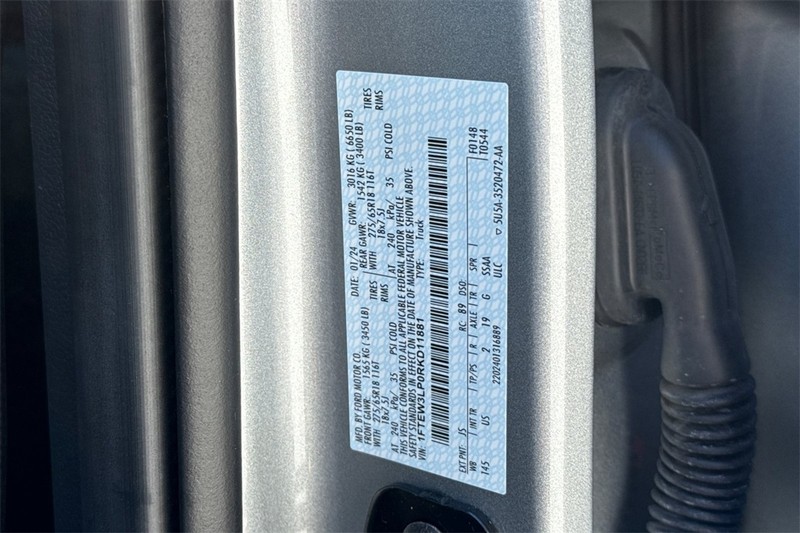 MFD. BY FORD MOTOR CO. DATE: 01/24 GVWR: 3016 KG ( 6650 LB)
FRONT GAWR: 1565 KG ( 3450 LB) REAR GAWR: 1542 KG ( 3400 LB)
WITH 275/65R18 116T TIRES WITH 275/65R18 116T TIRES
18x7.5J RIMS 18x7.5J RIMS
AT 240 kPa/ 35 PSI COLD AT 240 kPa/ 35 PSI COLD
THIS VEHICLE CONFORMS TO ALL APPLICABLE FEDERAL MOTOR VEHICLE
SAFETY STANDARDS IN EFFECT ON THE DATE OF MANUFACTURE SHOWN ABOVE.
VIN: 1FTEW3LP0RKD11881 TYPE: Truck
F0148
T0544
EXT PNT: JS RC: 89 DSO:
WB INT TR TP/PS R AXLE TR SPR
145 US 2 19 G SSAA
2202401316889 ULC 5U5A-3520472-AA